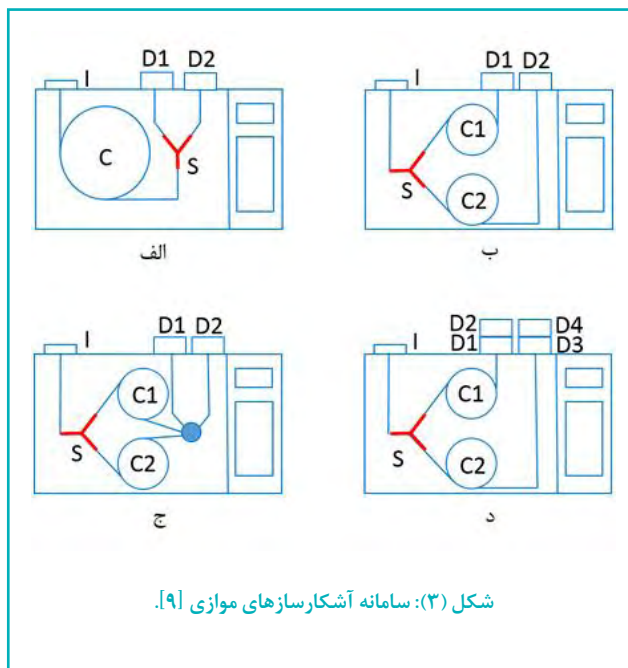 I D1 D2
C S
الف
I D1 D2
C1
S
C2
ب
I D1 D2
C1
S
C2
ج
D2 D4
I D1 D3
C1
S
C2
د
شکل (۳): سامانه آشکارسازهای موازی [۹].